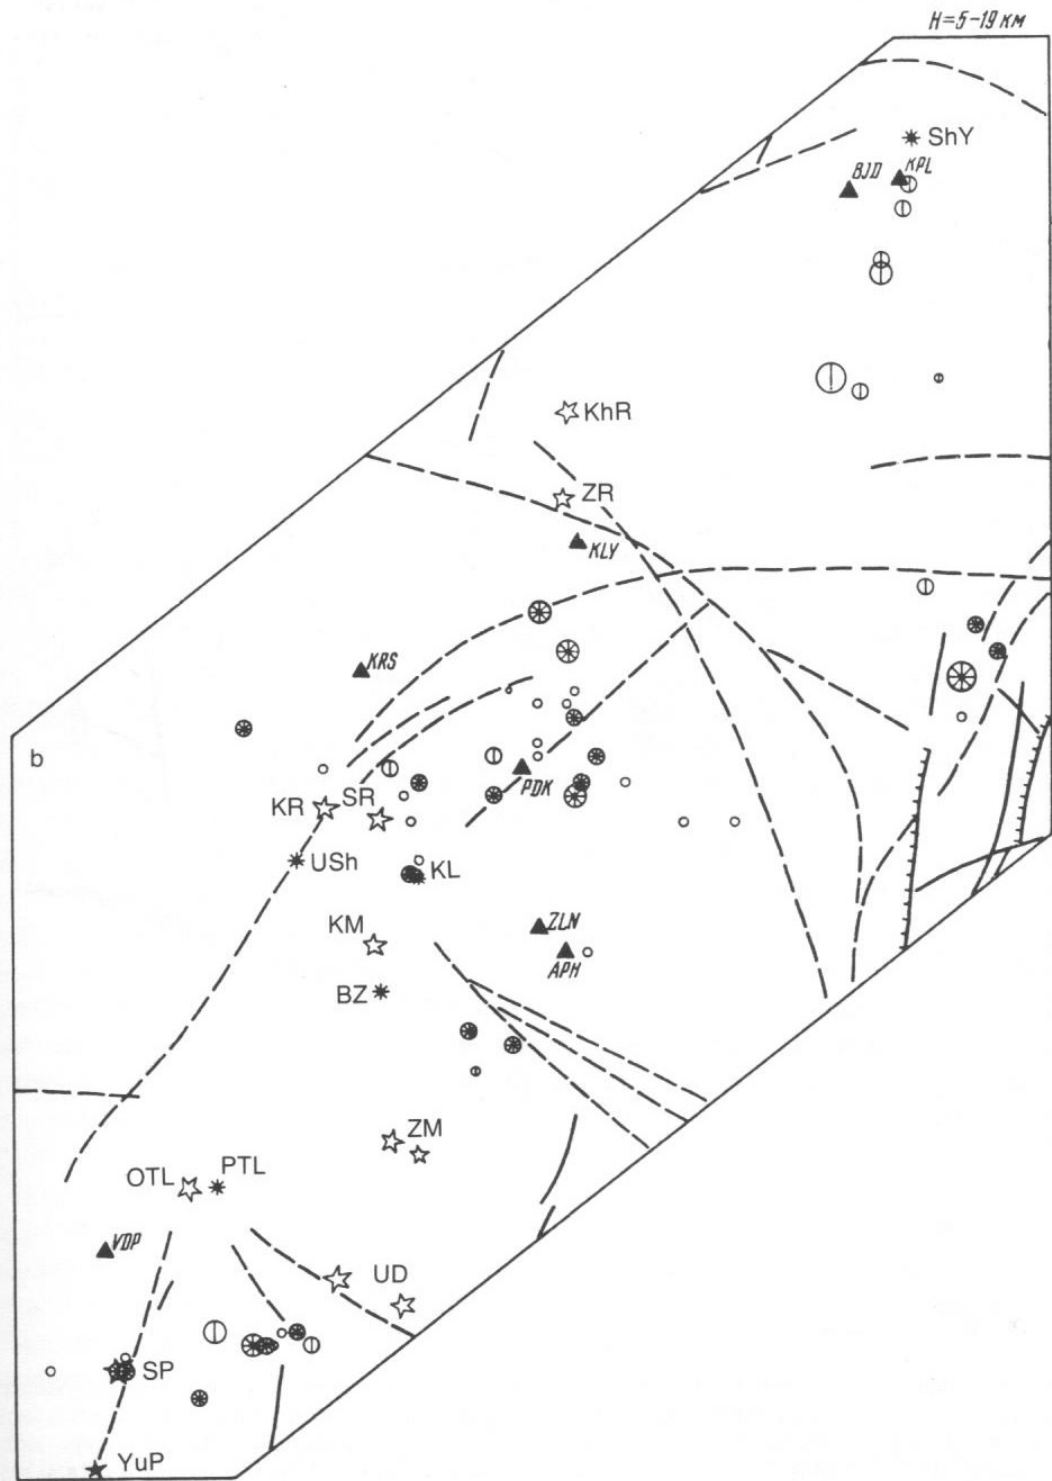 H=5–19 км
ShY
BJD
KPL
KhR
ZR
KLY
KRS
b
PDK
KR
SR
USh
KL
KM
ZLN
APH
BZ
ZM
OTL
PTL
VDP
UD
SP
YuP